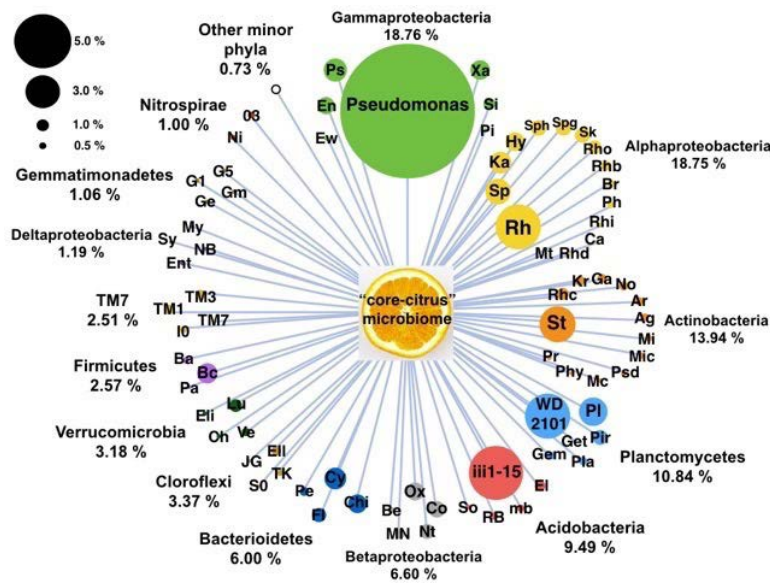 5.0 %
3.0 %
1.0 %
0.5 %
Other minor
phyla
0.73 %
Gammaproteobacteria
18.76 %
Ps
En
Ew
Pseudomonas
Xa
Si
Pi
Nitrospirae
1.00 %
03
Ni
Sph
Spg
Sk
Hy
Rho
Ka
Rhb
Sp
Br
Ph
Rh
Rhi
Ca
Mt
Rhd
Alphaproteobacteria
18.75 %
Gemmatimonadetes
1.06 %
G1
G5
Gm
Ge
Deltaproteobacteria
1.19 %
My
Sy
NB
Ent
"core-citrus"
microbiome
TM7
2.51 %
TM3
TM1
TM7
I0
Kr
Ga
No
Rhc
Ar
St
Ag
Mi
Pr
Mic
Phy
Psd
Mc
Actinobacteria
13.94 %
Firmicutes
2.57 %
Ba
Bc
Pa
Verrucomicrobia
3.18 %
Eli
Lu
Oh
Ve
WD
2101
Pl
Get
Pir
Gem
Pla
Planctomycetes
10.84 %
Cloroflexi
3.37 %
JG
Ell
S0
TK
Bacterioidetes
6.00 %
Pe
Cy
Fl
Chi
Be
Ox
Co
MN
Nt
Betaproteobacteria
6.60 %
iii1-15
El
So
RB
mb
Acidobacteria
9.49 %